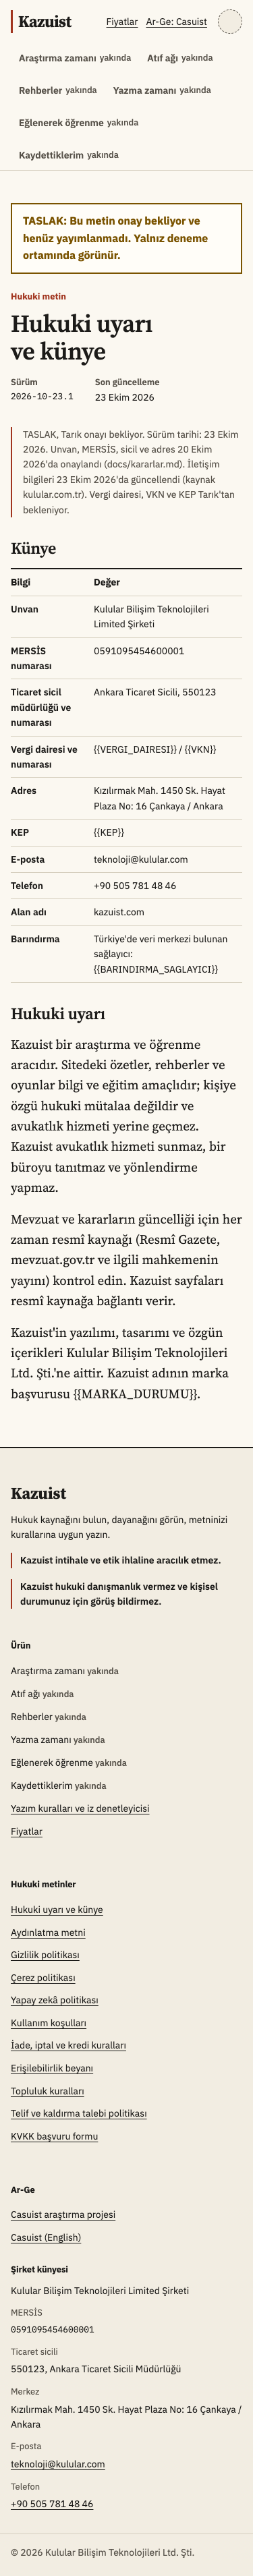 Kazuist
Fiyatlar Ar-Ge: Casuist
Araştırma zamanı yakında Atıf ağı yakında
Rehberler yakında Yazma zamanı yakında
Eğlenerek öğrenme yakında
Kaydettiklerim yakında
TASLAK: Bu metin onay bekliyor ve
henüz yayımlanmadı. Yalnız deneme
ortamında görünür.
Hukuki metin
Hukuki uyarı
ve künye
Sürüm Son güncelleme
2026-10-23.1 23 Ekim 2026
TASLAK, Tarık onayı bekliyor. Sürüm tarihi: 23 Ekim
2026. Unvan, MERSİS, sicil ve adres 20 Ekim
2026'da onaylandı (docs/kararlar.md). İletişim
bilgileri 23 Ekim 2026'da güncellendi (kaynak
kulular.com.tr). Vergi dairesi, VKN ve KEP Tarık'tan
bekleniyor.
Künye
Bilgi Değer
Unvan Kulular Bilişim Teknolojileri
Limited Şirketi
MERSİS 0591095454600001
numarası
Ticaret sicil Ankara Ticaret Sicili, 550123
müdürlüğü ve
numarası
Vergi dairesi ve {{VERGI_DAIRESI}} / {{VKN}}
numarası
Adres Kızılırmak Mah. 1450 Sk. Hayat
Plaza No: 16 Çankaya / Ankara
KEP {{KEP}}
E-posta teknoloji@kulular.com
Telefon +90 505 781 48 46
Alan adı kazuist.com
Barındırma Türkiye'de veri merkezi bulunan
sağlayıcı:
{{BARINDIRMA_SAGLAYICI}}
Hukuki uyarı
Kazuist bir araştırma ve öğrenme
aracıdır. Sitedeki özetler, rehberler ve
oyunlar bilgi ve eğitim amaçlıdır; kişiye
özgü hukuki mütalaa değildir ve
avukatlık hizmeti yerine geçmez.
Kazuist avukatlık hizmeti sunmaz, bir
büroyu tanıtmaz ve yönlendirme
yapmaz.
Mevzuat ve kararların güncelliği için her
zaman resmî kaynağı (Resmî Gazete,
mevzuat.gov.tr ve ilgili mahkemenin
yayını) kontrol edin. Kazuist sayfaları
resmî kaynağa bağlantı verir.
Kazuist'in yazılımı, tasarımı ve özgün
içerikleri Kulular Bilişim Teknolojileri
Ltd. Şti.'ne aittir. Kazuist adının marka
başvurusu {{MARKA_DURUMU}}.
Kazuist
Hukuk kaynağını bulun, dayanağını görün, metninizi
kurallarına uygun yazın.
Kazuist intihale ve etik ihlaline aracılık etmez.
Kazuist hukuki danışmanlık vermez ve kişisel
durumunuz için görüş bildirmez.
Ürün
Araştırma zamanı yakında
Atıf ağı yakında
Rehberler yakında
Yazma zamanı yakında
Eğlenerek öğrenme yakında
Kaydettiklerim yakında
Yazım kuralları ve iz denetleyicisi
Fiyatlar
Hukuki metinler
Hukuki uyarı ve künye
Aydınlatma metni
Gizlilik politikası
Çerez politikası
Yapay zekâ politikası
Kullanım koşulları
İade, iptal ve kredi kuralları
Erişilebilirlik beyanı
Topluluk kuralları
Telif ve kaldırma talebi politikası
KVKK başvuru formu
Ar-Ge
Casuist araştırma projesi
Casuist (English)
Şirket künyesi
Kulular Bilişim Teknolojileri Limited Şirketi
MERSİS
0591095454600001
Ticaret sicili
550123, Ankara Ticaret Sicili Müdürlüğü
Merkez
Kızılırmak Mah. 1450 Sk. Hayat Plaza No: 16 Çankaya /
Ankara
E-posta
teknoloji@kulular.com
Telefon
+90 505 781 48 46
© 2026 Kulular Bilişim Teknolojileri Ltd. Şti.